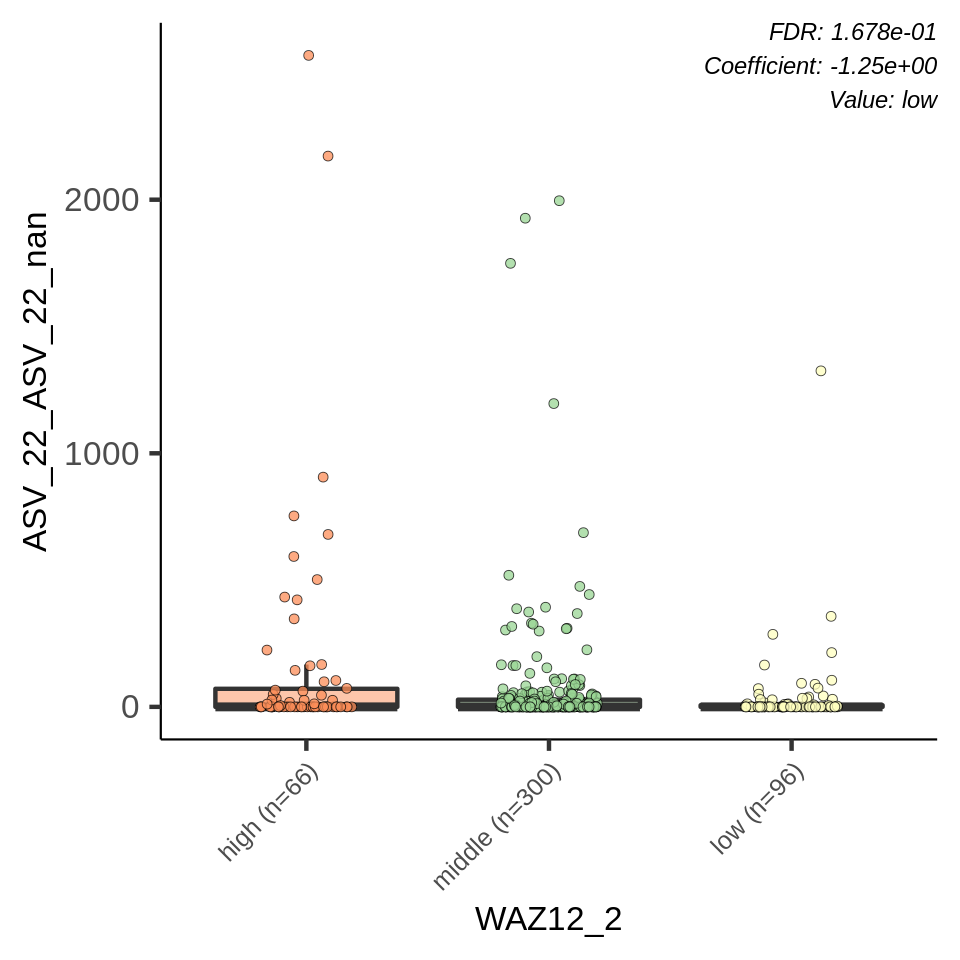 FDR: 1.678e-01
Coefficient: -1.25e+00
Value: low
ASV_22_ASV_22_nan
2000
1000
0
high (n=66)
middle (n=300)
low (n=96)
WAZ12_2